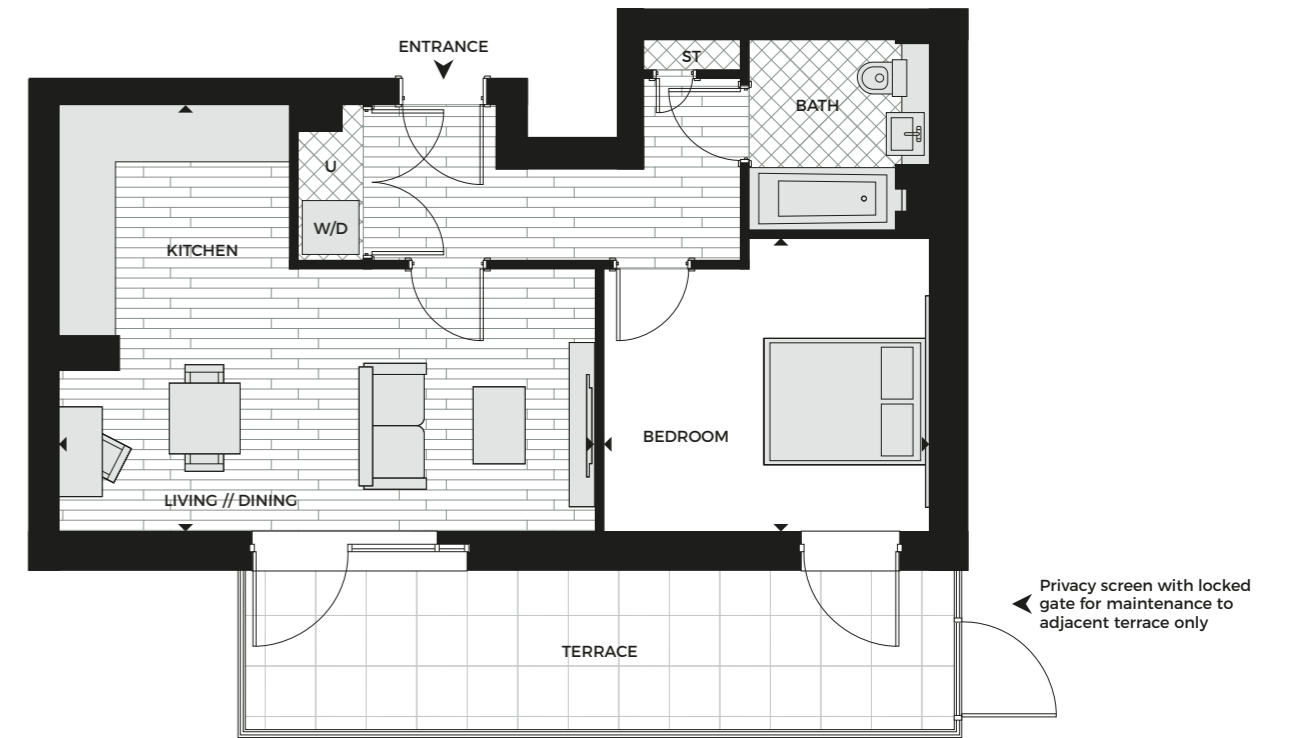 ENTRANCE
ST
BATH
U
W/D
KITCHEN
BEDROOM
LIVING // DINING
Privacy screen with locked
gate for maintenance to
adjacent terrace only
TERRACE